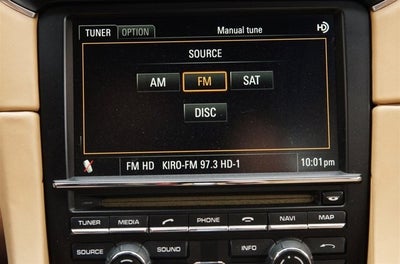 TUNER OPTION Manual tune HD
SOURCE
AM FM SAT
DISC
FM HD KIRO-FM 97.3 HD-1 10:01pm
TUNER MEDIA PHONE NAVI MAP
SOURCE SOUND INFO